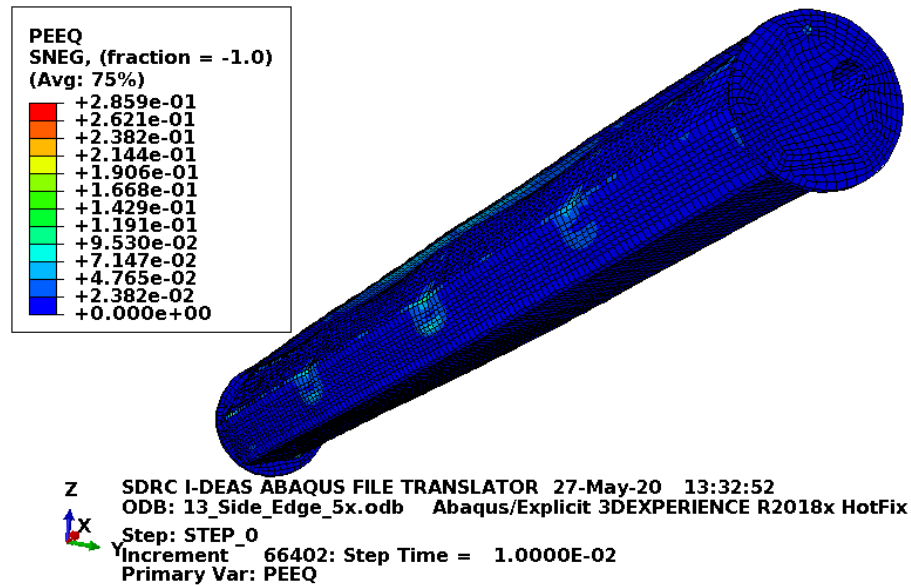 PEEQ
SNEG, (fraction = -1.0)
(Avg: 75%)
+2.859e-01
+2.621e-01
+2.382e-01
+2.144e-01
+1.906e-01
+1.668e-01
+1.429e-01
+1.191e-01
+9.530e-02
+7.147e-02
+4.765e-02
+2.382e-02
+0.000e+00
Z
X
Y
SDRC I-DEAS ABAQUS FILE TRANSLATOR 27-May-20 13:32:52
ODB: 13_Side_Edge_5x.odb Abaqus/Explicit 3DEXPERIENCE R2018x HotFix
Step: STEP_0
Increment 66402: Step Time = 1.0000E-02
Primary Var: PEEQ